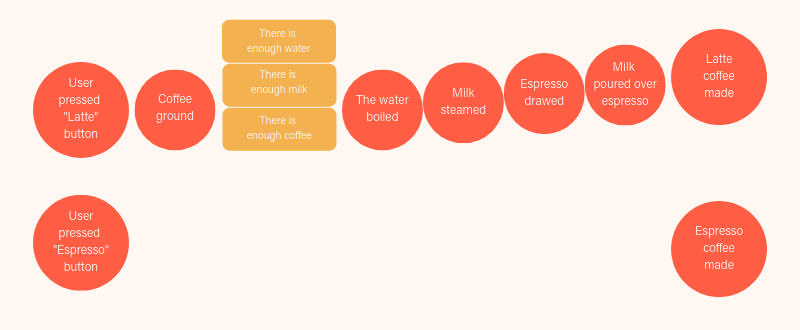 User
pressed
"Latte"
button
Coffee
ground
There is
enough water
There is
enough milk
There is
enough coffee
The water
boiled
Milk
steamed
Espresso
drawed
Milk
poured over
espresso
Latte
coffee
made
User
pressed
"Espresso"
button
Espresso
coffee
made